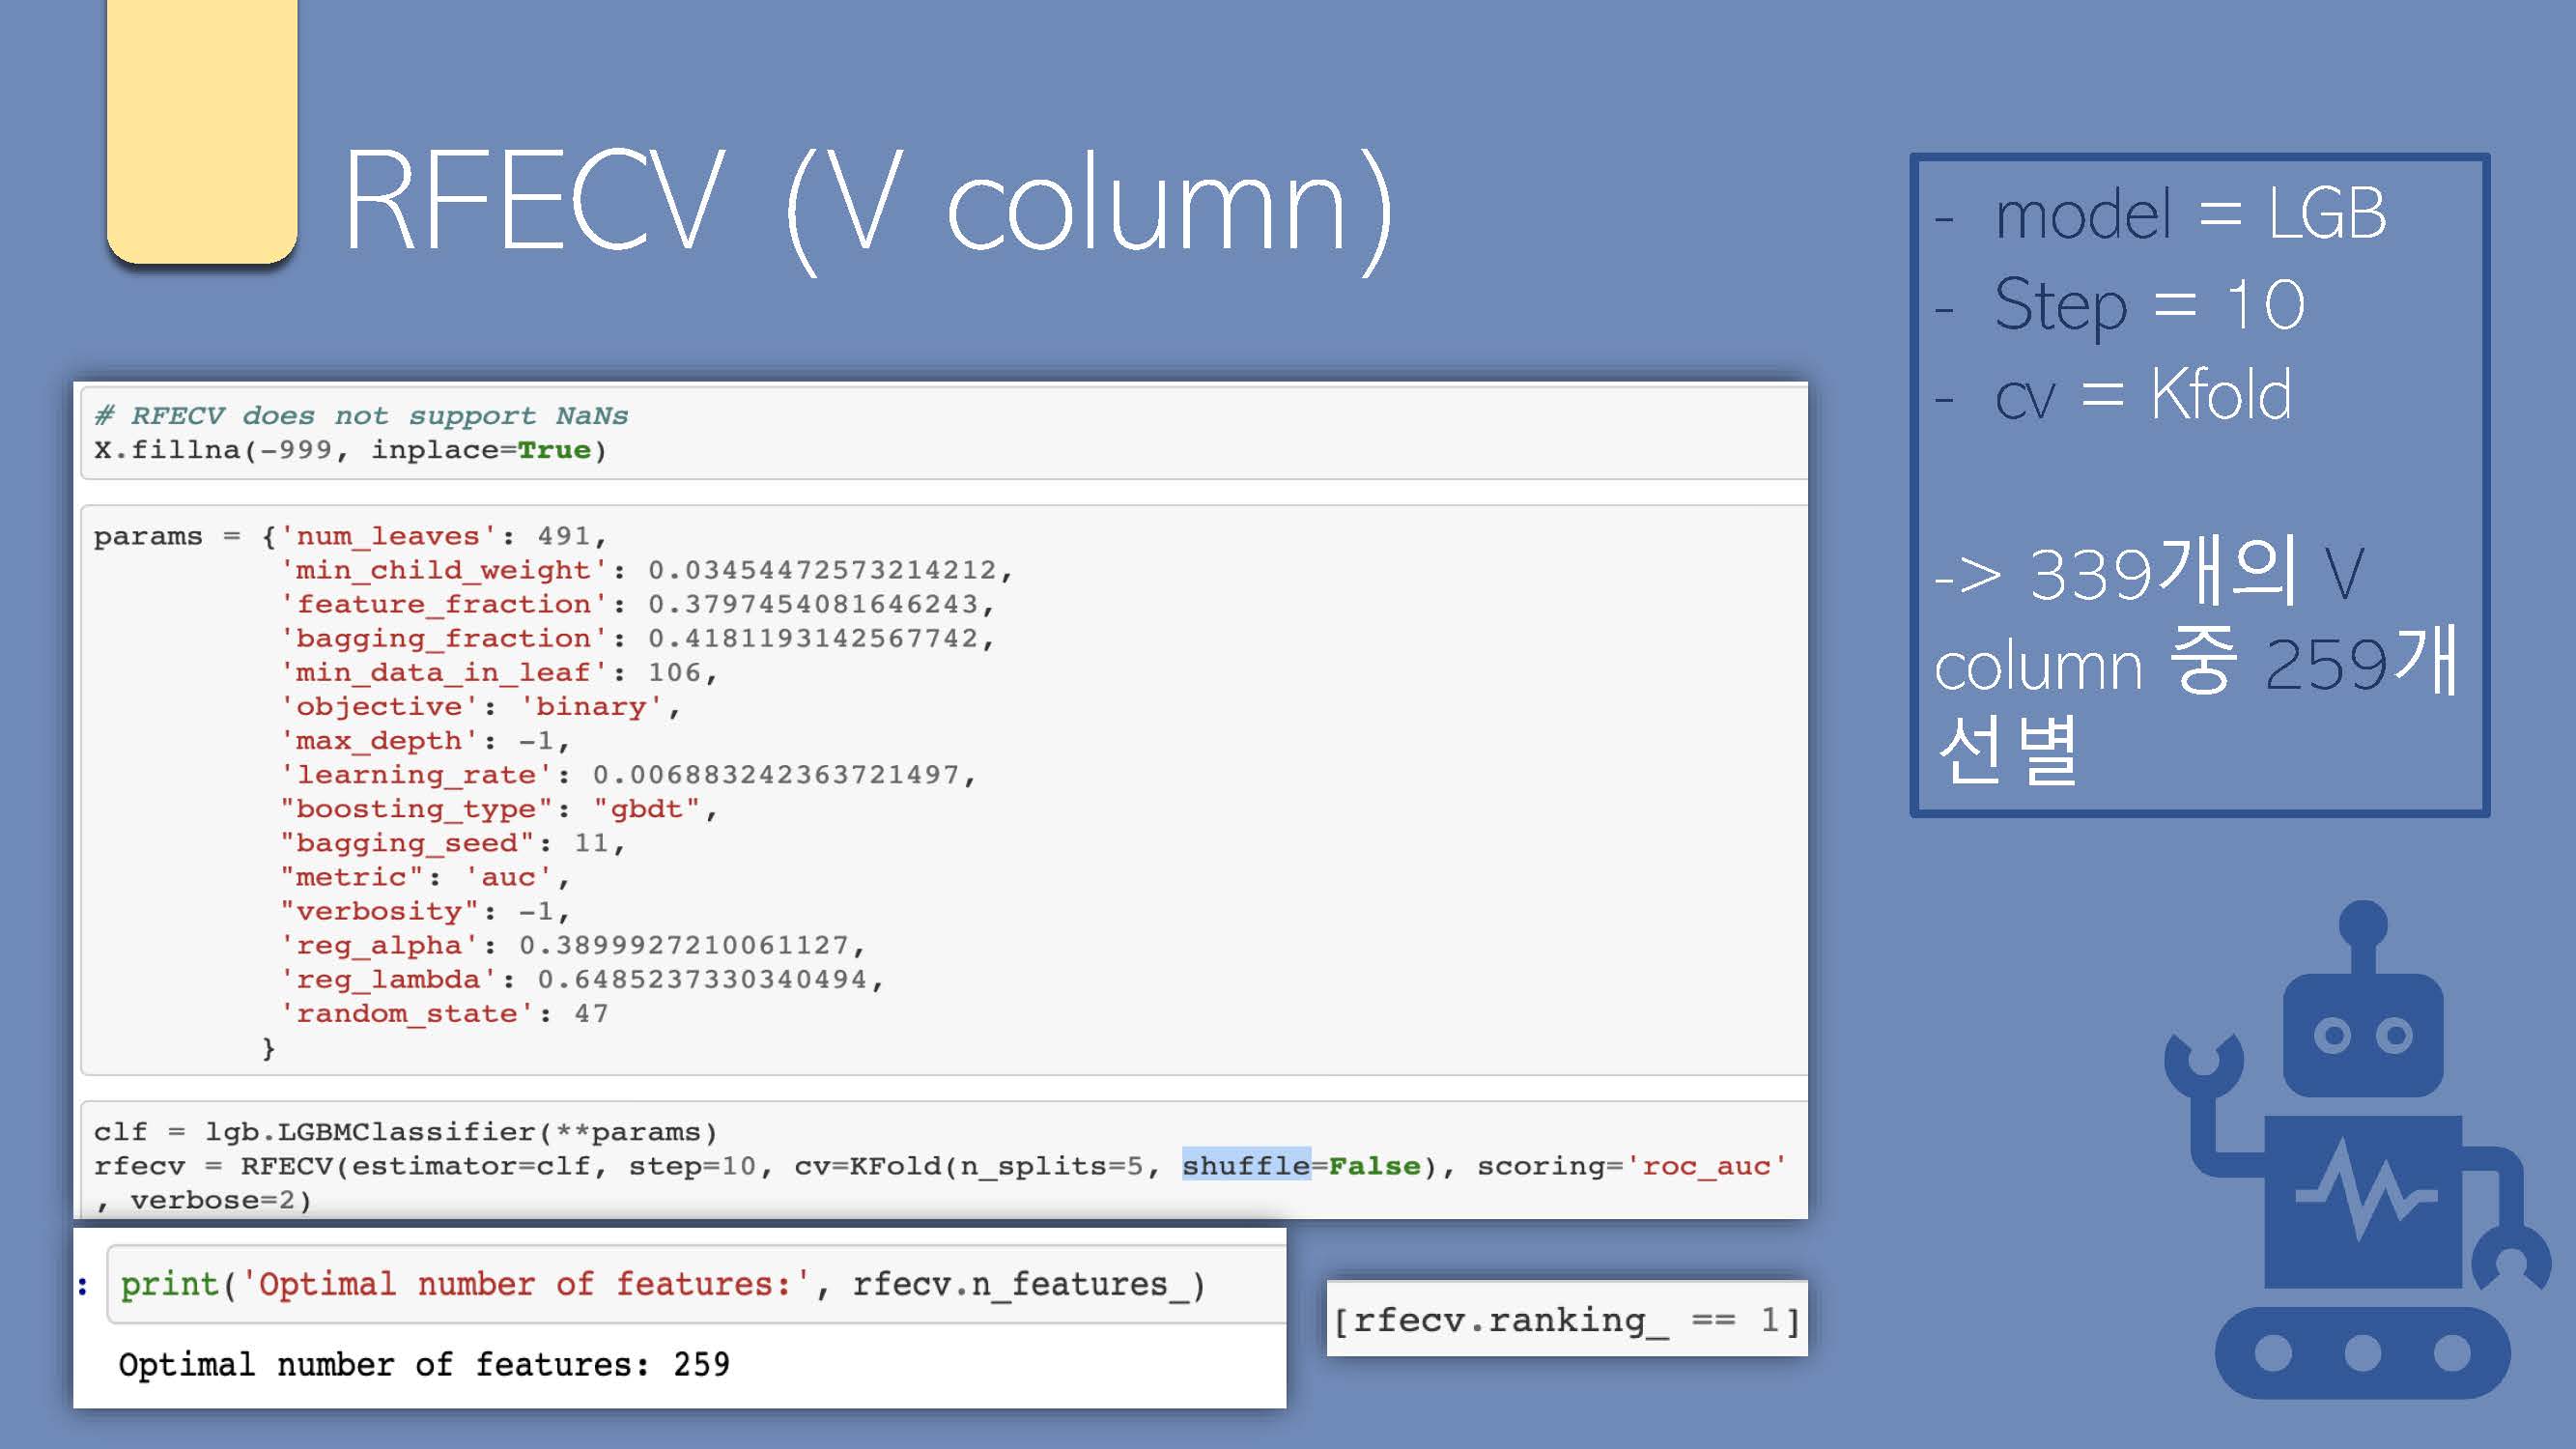 RFECV (V column)
# RFECV does not support NaNs
X.fillna(-999, inplace=True)
params = {'num_leaves': 491,
'min_child_weight': 0.03454472573214212,
'feature_fraction': 0.3797454081646243,
'bagging_fraction': 0.4181193142567742,
'min_data_in_leaf': 106,
'objective': 'binary',
'max_depth': -1,
'learning_rate': 0.006883242363721497,
"boosting_type": "gbdt",
"bagging_seed": 11,
"metric": 'auc',
"verbosity": -1,
'reg_alpha': 0.3899927210061127,
'reg_lambda': 0.6485237330340494,
'random_state': 47
}
clf = lgb.LGBMClassifier(**params)
rfecv = RFECV(estimator=clf, step=10, cv=KFold(n_splits=5, shuffle=False), scoring='roc_auc'
, verbose=2)
: print('Optimal number of features:', rfecv.n_features_)
Optimal number of features: 259
[rfecv.ranking_ == 1]
- model = LGB
- Step = 10
- cv = Kfold
-> 339개의 V
column 중 259개
선별